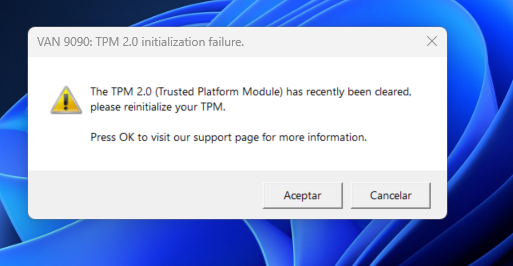 VAN 9090: TPM 2.0 initialization failure.
The TPM 2.0 (Trusted Platform Module) has recently been cleared,
please reinitialize your TPM.
Press OK to visit our support page for more information.
Aceptar
Cancelar